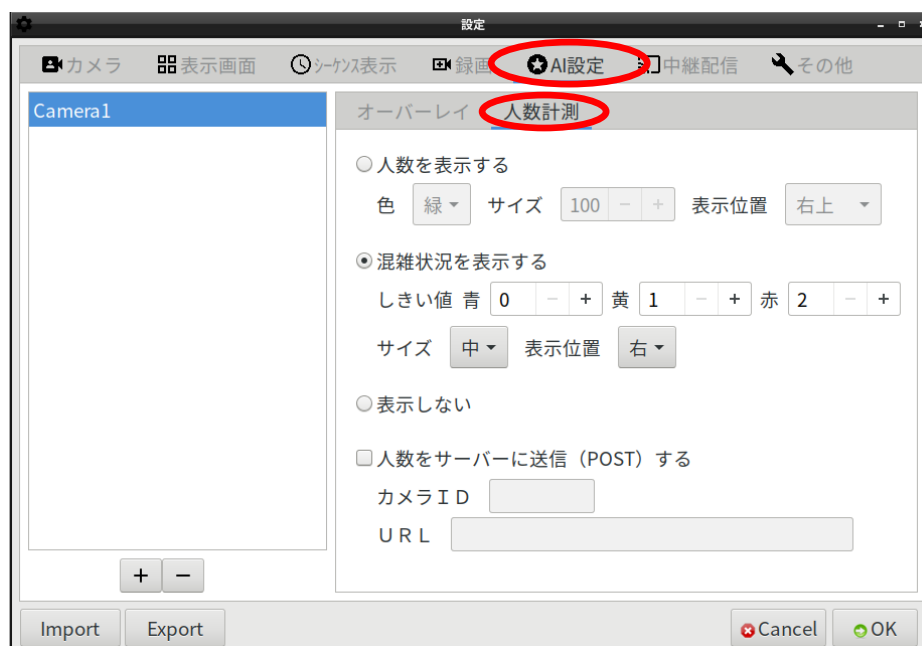 設定
カメラ 表示画面 シーケンス表示 録画 AI設定 中継配信 その他
Camera1
オーバーレイ 人数計測
人数を表示する
色 緑 サイズ 100 － ＋ 表示位置 右上
混雑状況を表示する
しきい値 青 0 － ＋ 黄 1 － ＋ 赤 2 － ＋
サイズ 中 表示位置 右
表示しない
人数をサーバーに送信（POST）する
カメラＩＤ
ＵＲＬ
＋ －
Import Export Cancel OK